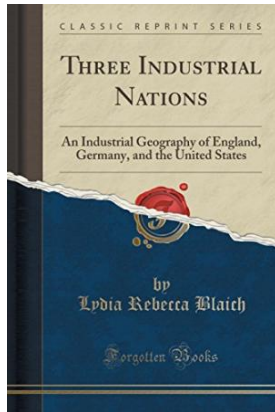 CLASSIC REPRINT SERIES
THREE INDUSTRIAL
NATIONS
An Industrial Geography of England,
Germany, and the United States
by
Lydia Rebecca Blaich
Forgotten Books